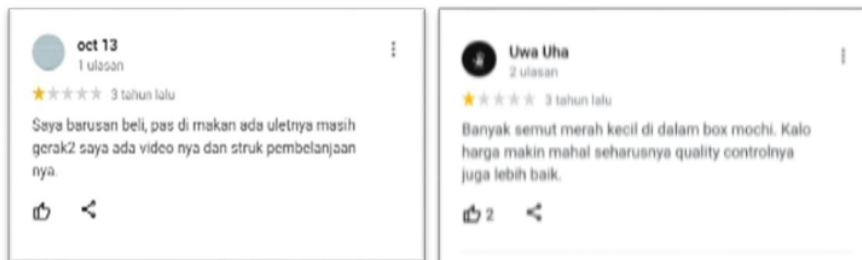 oct 13
1 ulasan
3 tahun lalu
Saya barusan beli, pas di makan ada uletnya masih
gerak2 saya ada video nya dan struk pembelanjaan
nya.
Uwa Uha
2 ulasan
3 tahun lalu
Banyak semut merah kecil di dalam box mochi. Kalo
harga makin mahal seharusnya quality controlnya
juga lebih baik.
2